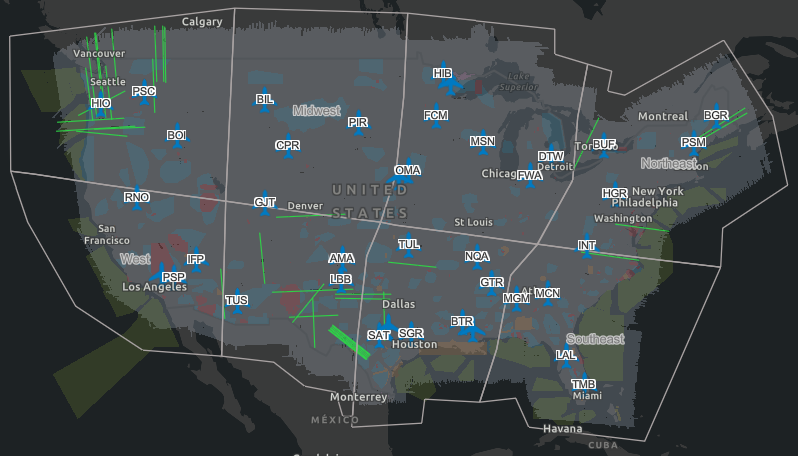 Calgary
Vancouver
Seattle
HIO
PSC
BOI
BIL
Midwest
CPR
PIR
HIB
FCM
Lake
Superior
MSN
Chicag
FWA
DTW
Detroit
BUF
Montreal
BGR
PSM
Northeast
HGR
New York
Philadelphia
Washington
OMA
UNITED
STATES
RNO
GJT
Denver
St Louis
San
Francisco
West
IFP
PSP
Los Angeles
TUS
AMA
LBB
TUL
NQA
INT
GTR
MGM
MCN
Dallas
SAT
SGR
Houston
BTR
Southeast
LAL
TMB
Miami
Monterrey
MÉXICO
Havana
CUBA